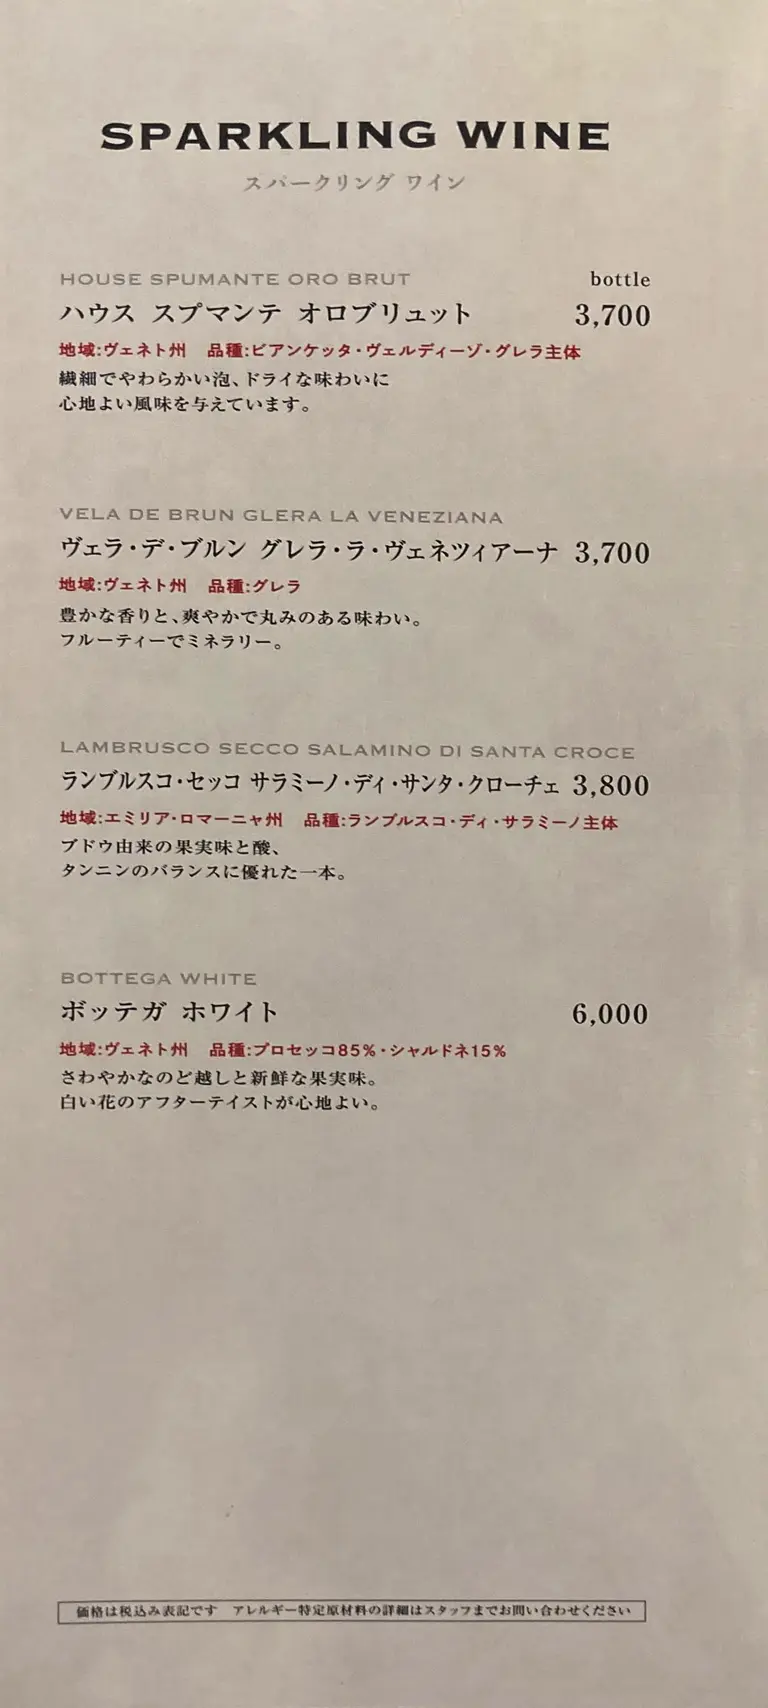 SPARKLING WINE
スパークリング ワイン
HOUSE SPUMANTE ORO BRUT bottle
ハウス スプマンテ オロブリュット 3,700
地域:ヴェネト州 品種:ビアンケッタ・ヴェルディーゾ・グレラ主体
繊細でやわらかい泡、ドライな味わいに
心地よい風味を与えています。
VELA DE BRUN GLERA LA VENEZIANA
ヴェラ・デ・ブルン グレラ・ラ・ヴェネツィアーナ 3,700
地域:ヴェネト州 品種:グレラ
豊かな香りと、爽やかで丸みのある味わい。
フルーティーでミネラリー。
LAMBRUSCO SECCO SALAMINO DI SANTA CROCE
ランブルスコ・セッコ サラミーノ・ディ・サンタ・クローチェ 3,800
地域:エミリア・ロマーニャ州 品種:ランブルスコ・ディ・サラミーノ主体
ブドウ由来の果実味と酸、
タンニンのバランスに優れた一本。
BOTTEGA WHITE
ボッテガ ホワイト 6,000
地域:ヴェネト州 品種:プロセッコ85%・シャルドネ15%
さわやかなのど越しと新鮮な果実味。
白い花のアフターテイストが心地よい。
価格は税込み表記です アレルギー特定原材料の詳細はスタッフまでお問い合わせください